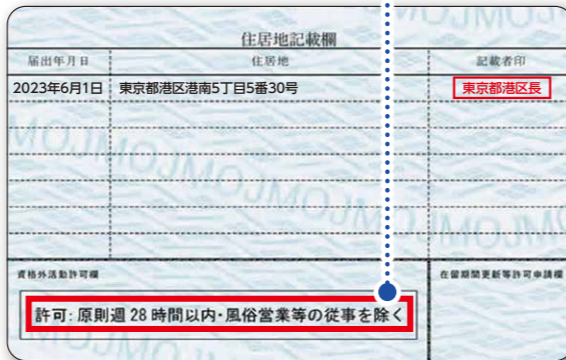 住居地記載欄
届出年月日 住居地 記載者印
2023年6月1日 東京都港区港南5丁目5番30号 東京都港区長
資格外活動許可欄 在留期間更新等許可申請欄
許可: 原則週28時間以内・風俗営業等の従事を除く
MOJMOJMOJMOJMOJMOJ